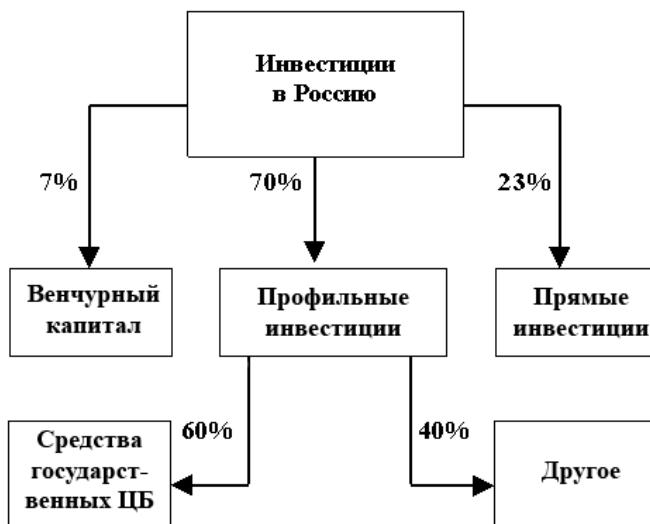 Инвестиции
в Россию
7%
70%
23%
Венчурный
капитал
Профильные
инвестиции
Прямые
инвестиции
60%
40%
Средства
государст-
венных ЦБ
Другое